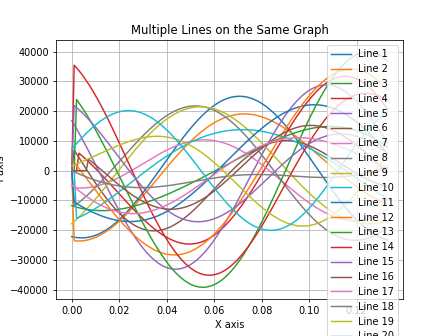 Multiple Lines on the Same Graph
40000
30000
20000
10000
0
−10000
−20000
−30000
−40000
0.00
0.02
0.04
0.06
0.08
0.10
X axis
Line 1
Line 2
Line 3
Line 4
Line 5
Line 6
Line 7
Line 8
Line 9
Line 10
Line 11
Line 12
Line 13
Line 14
Line 15
Line 16
Line 17
Line 18
Line 19
Line 20